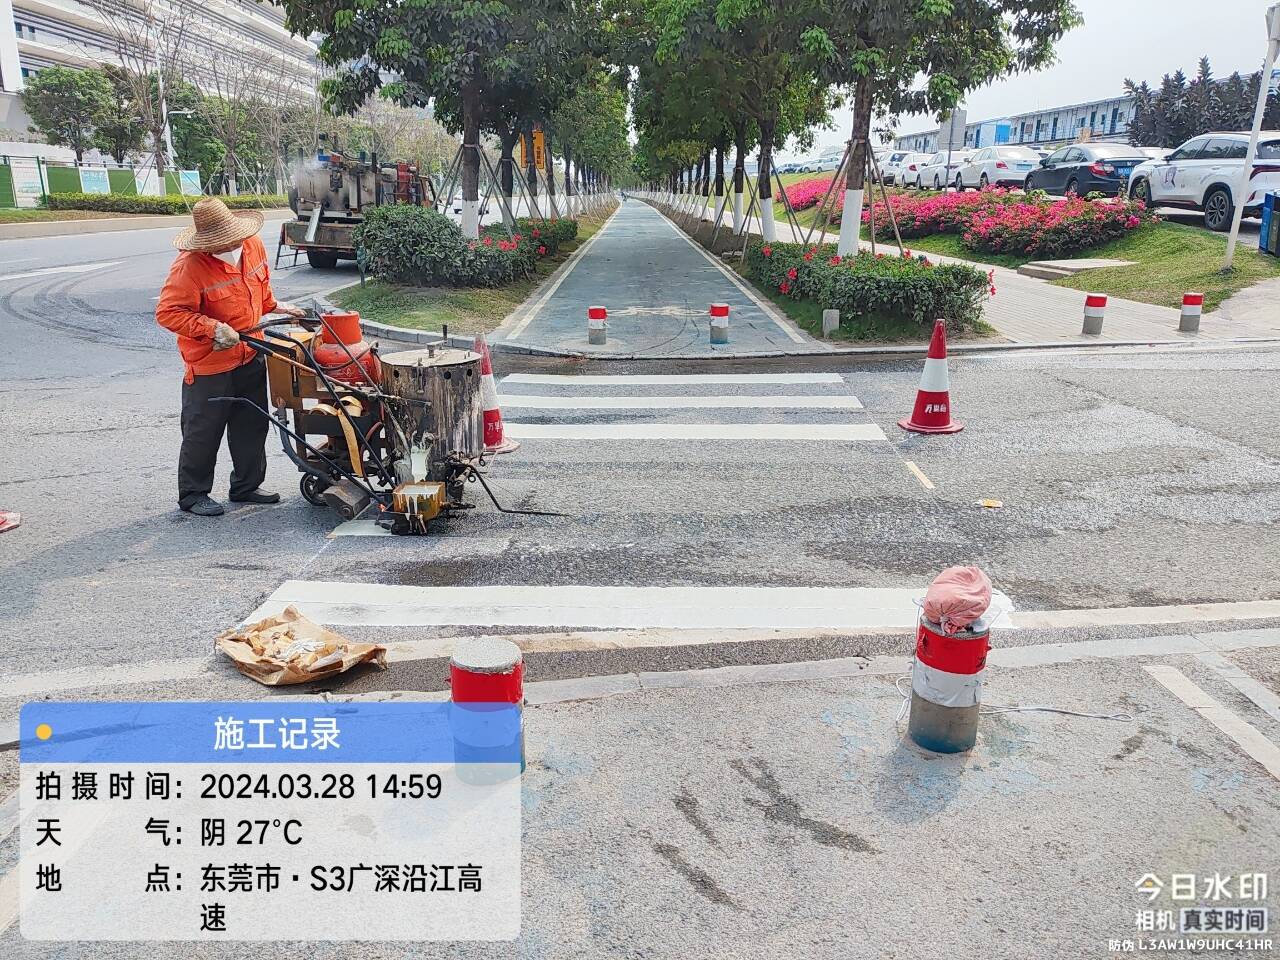 施工记录
拍摄时间：2024.03.28 14:59
天气：阴 27°C
地点：东莞市·S3广深沿江高
速
今日水印
相机 真实时间
防伪 L3AW1W9UHC41HR